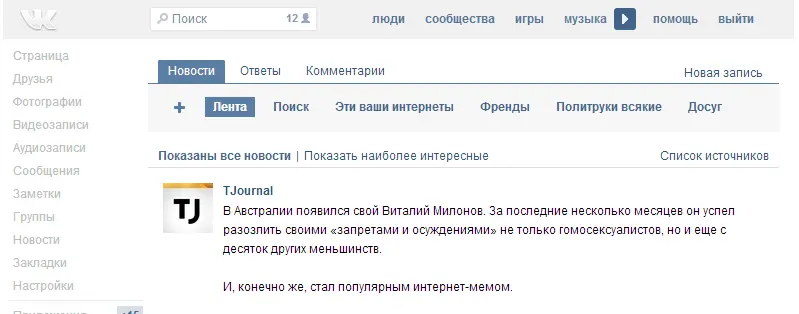 Поиск 12 люди сообщества игры музыка помощь выйти
Страница
Друзья
Фотографии
Видеозаписи
Аудиозаписи
Сообщения
Заметки
Группы
Новости
Закладки
Настройки
Новости Ответы Комментарии Новая запись
+ Лента Поиск Эти ваши интернеты Френды Политруки всякие Досуг
Показаны все новости | Показать наиболее интересные Список источников
TJ
TJournal
В Австралии появился свой Виталий Милонов. За последние несколько месяцев он успел
разозлить своими «запретами и осуждениями» не только гомосексуалистов, но и еще с
десяток других меньшинств.
И, конечно же, стал популярным интернет-мемом.